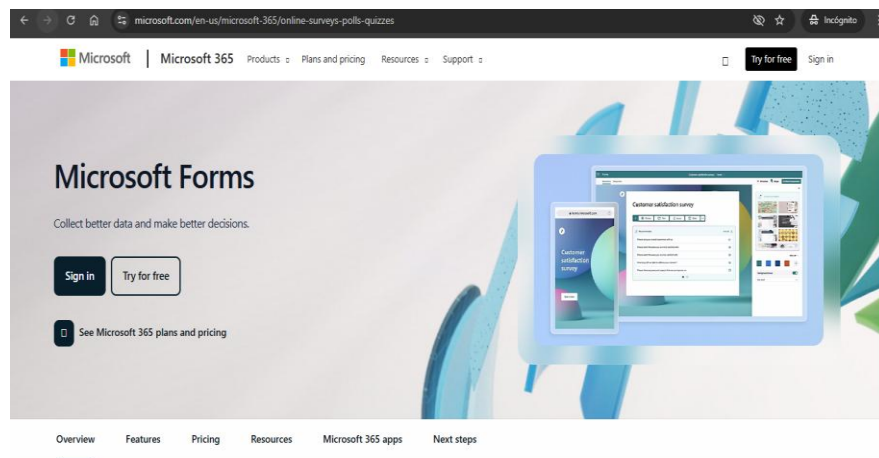 microsoft.com/en-us/microsoft-365/online-surveys-polls-quizzes
Incógnito
Microsoft
Microsoft 365
Products
Plans and pricing
Resources
Support
Try for free
Sign in
Microsoft Forms
Collect better data and make better decisions.
Sign in
Try for free
See Microsoft 365 plans and pricing
Customer satisfaction survey
Customer
satisfaction
survey
Overview
Features
Pricing
Resources
Microsoft 365 apps
Next steps